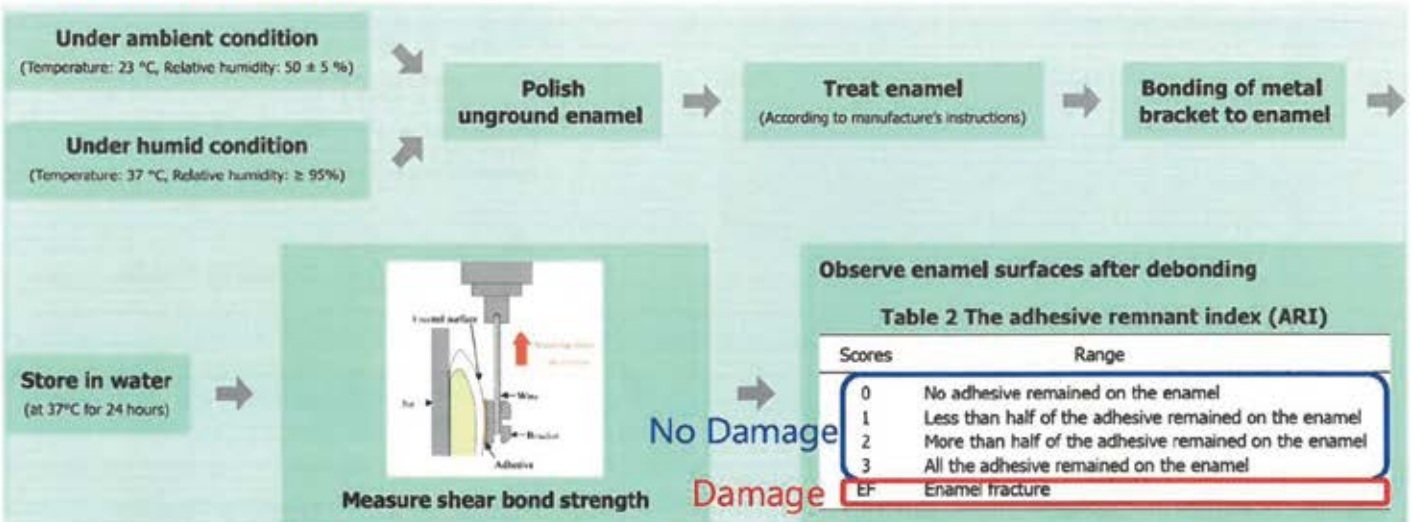 Under ambient condition
(Temperature: 23 °C, Relative humidity: 50 ± 5 %)
Under humid condition
(Temperature: 37 °C, Relative humidity: ≥ 95%)
Polish
unground enamel
Treat enamel
(According to manufacture's instructions)
Bonding of metal
bracket to enamel
Store in water
(at 37°C for 24 hours)
Enamel surface
Wire
Bracket
Adhesive
Measure shear bond strength
Observe enamel surfaces after debonding
Table 2 The adhesive remnant index (ARI)
Scores Range
0 No adhesive remained on the enamel
1 Less than half of the adhesive remained on the enamel
2 More than half of the adhesive remained on the enamel
3 All the adhesive remained on the enamel
EF Enamel fracture
No Damage
Damage